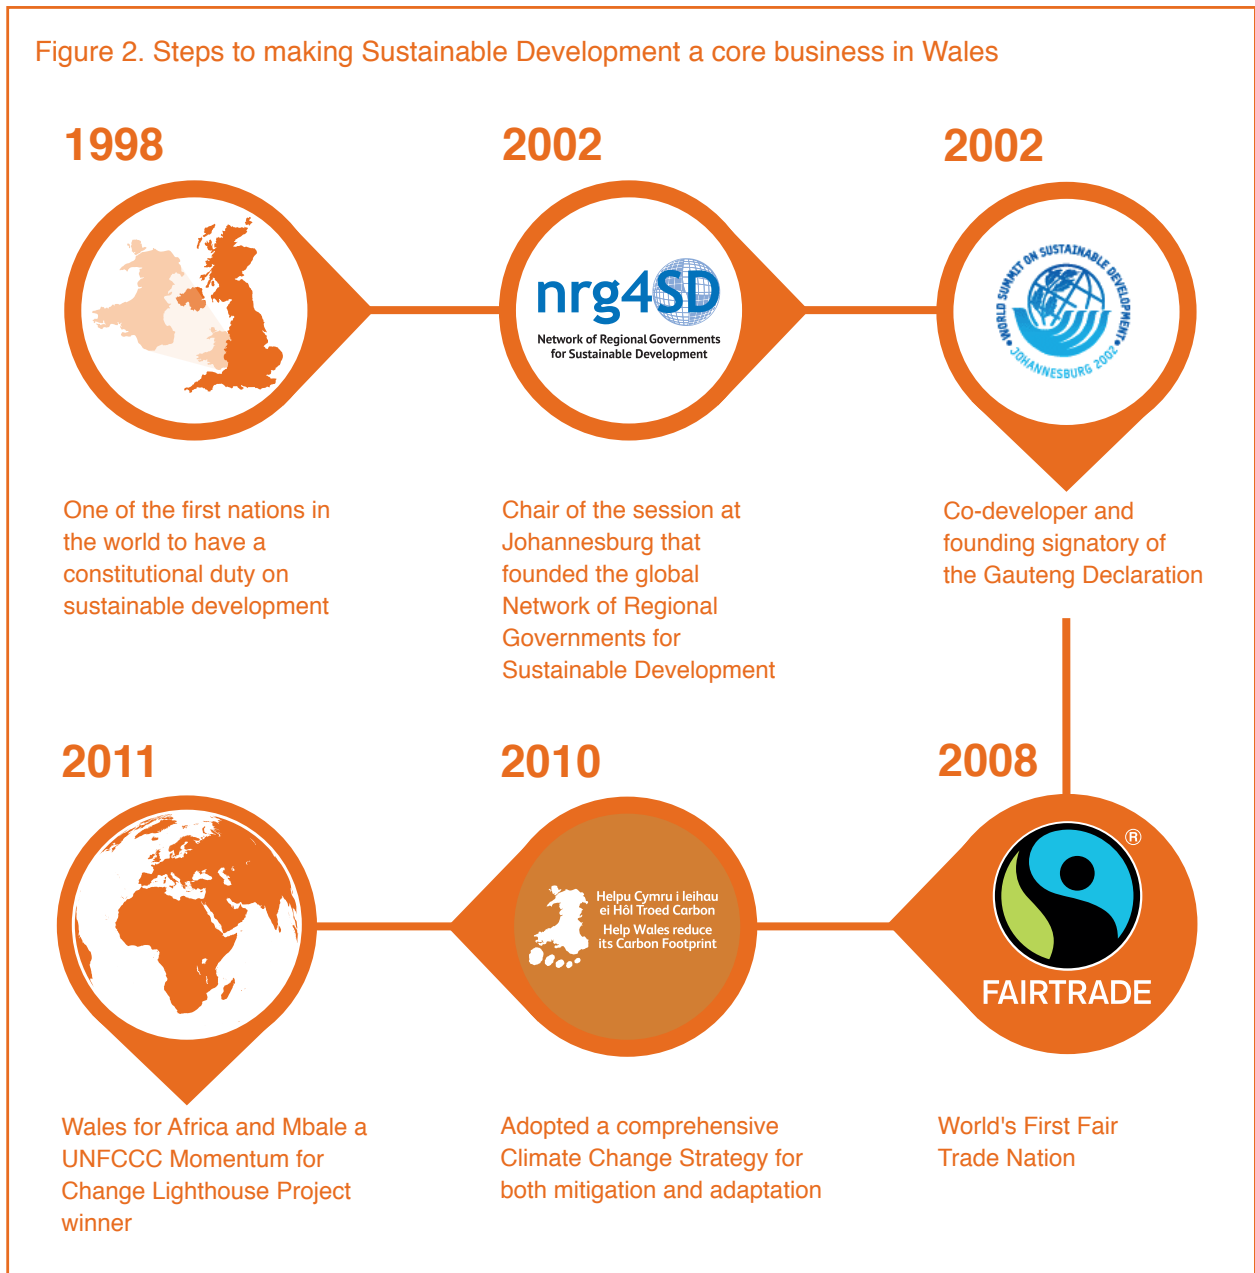 Figure 2. Steps to making Sustainable Development a core business in Wales
1998
One of the first nations in
the world to have a
constitutional duty on
sustainable development
2002
nrg4SD
Network of Regional Governments
for Sustainable Development
Chair of the session at
Johannesburg that
founded the global
Network of Regional
Governments for
Sustainable Development
2002
WORLD SUMMIT ON SUSTAINABLE DEVELOPMENT
JOHANNESBURG 2002
Co-developer and
founding signatory of
the Gauteng Declaration
2008
®
FAIRTRADE
World's First Fair
Trade Nation
2010
Helpu Cymru i leihau
ei Hôl Troed Carbon
Help Wales reduce
its Carbon Footprint
Adopted a comprehensive
Climate Change Strategy for
both mitigation and adaptation
2011
Wales for Africa and Mbale a
UNFCCC Momentum for
Change Lighthouse Project
winner